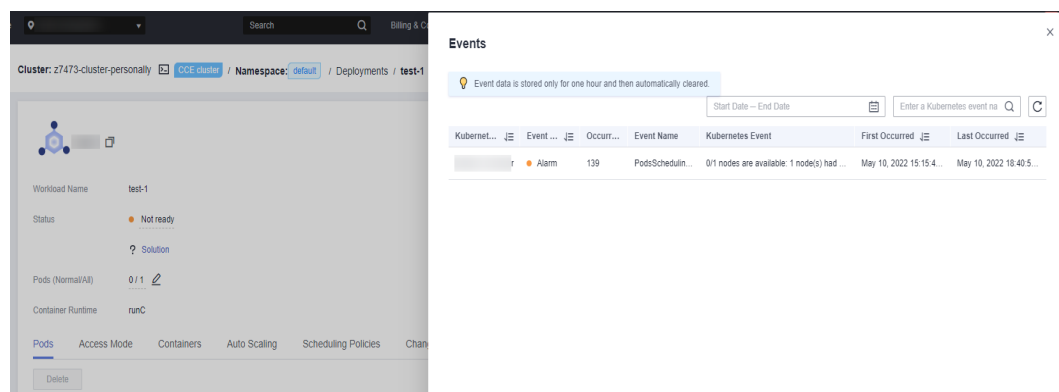 Search
Billing & C
Cluster: z7473-cluster-personally CCE cluster / Namespace: default / Deployments / test-1
Workload Name test-1
Status Not ready
? Solution
Pods (Normal/All) 0 / 1
Container Runtime runC
Pods Access Mode Containers Auto Scaling Scheduling Policies Chan
Delete
Events
Event data is stored only for one hour and then automatically cleared.
Start Date – End Date Enter a Kubernetes event na
Kubernet... Event ... Occurr... Event Name Kubernetes Event First Occurred Last Occurred
r Alarm 139 PodsSchedulin... 0/1 nodes are available: 1 node(s) had ... May 10, 2022 15:15:4... May 10, 2022 18:40:5...